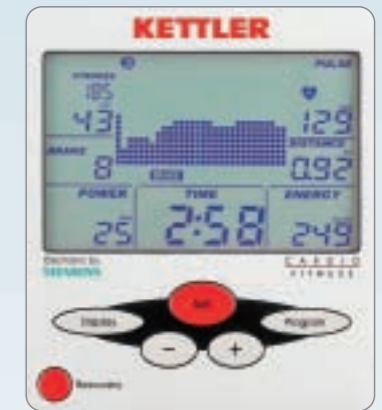 KETTLER
PULSE
STROKES
185
43
129
BRAKE
DISTANCE
8
0.92
POWER
TIME
ENERGY
25
2:58
249
Electronics by
SIEMENS
CARDIO
FITNESS
Display
Set
Program
- +
Recovery